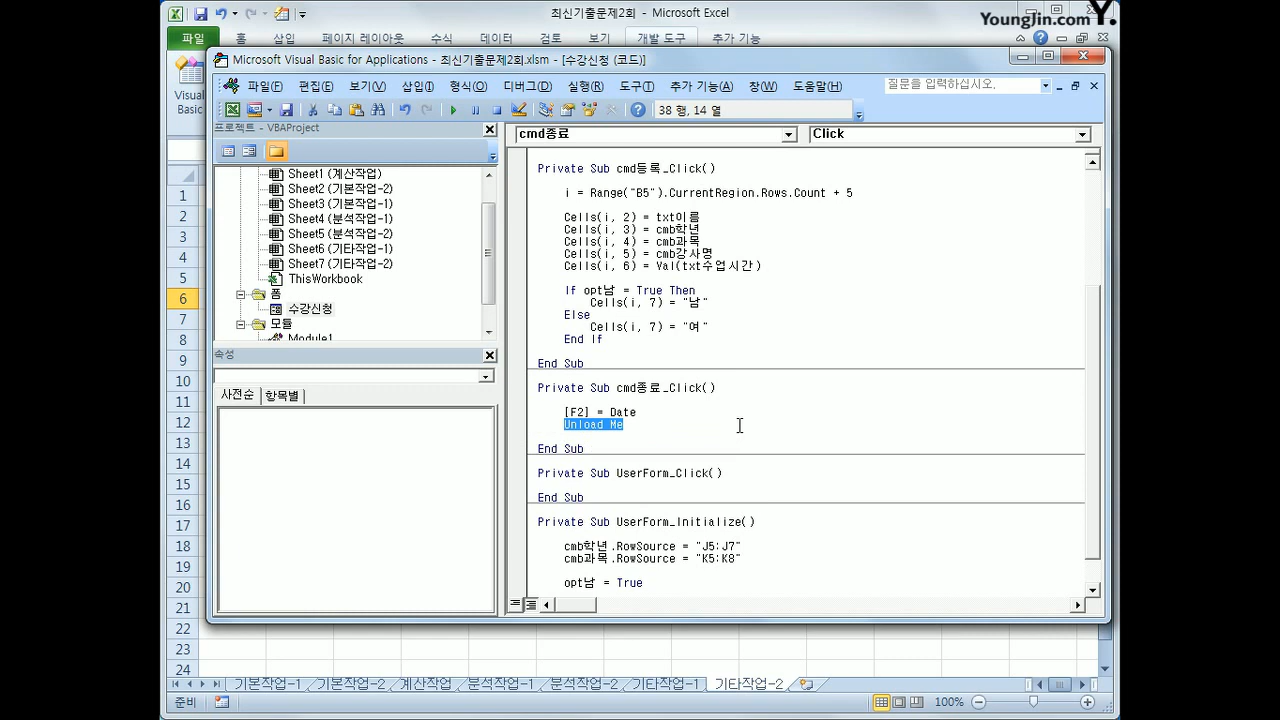 최신기출문제2회 - Microsoft Excel
YoungJin.com Y.
파일 홈 삽입 페이지 레이아웃 수식 데이터 검토 보기 개발 도구 추가 기능
Visual
Basic
Microsoft Visual Basic for Applications - 최신기출문제2회.xlsm - [수강신청 (코드)]
파일(F) 편집(E) 보기(V) 삽입(I) 형식(O) 디버그(D) 실행(R) 도구(T) 추가 기능(A) 창(W) 도움말(H) 질문을 입력하십시오.
38 행, 14 열
프로젝트 - VBAProject
Sheet1 (계산작업)
Sheet2 (기본작업-2)
Sheet3 (기본작업-1)
Sheet4 (분석작업-1)
Sheet5 (분석작업-2)
Sheet6 (기타작업-1)
Sheet7 (기타작업-2)
ThisWorkbook
폼
수강신청
모듈
Module1
속성
사전순 항목별
cmd종료 Click
Private Sub cmd등록_Click()
i = Range("B5").CurrentRegion.Rows.Count + 5
Cells(i, 2) = txt이름
Cells(i, 3) = cmb학년
Cells(i, 4) = cmb과목
Cells(i, 5) = cmb강사명
Cells(i, 6) = Val(txt수업시간)
If opt남 = True Then
Cells(i, 7) = "남"
Else
Cells(i, 7) = "여"
End If
End Sub
Private Sub cmd종료_Click()
[F2] = Date
Unload Me
End Sub
Private Sub UserForm_Click()
End Sub
Private Sub UserForm_Initialize()
cmb학년.RowSource = "J5:J7"
cmb과목.RowSource = "K5:K8"
opt남 = True
1
2
3
4
5
6
7
8
9
10
11
12
13
14
15
16
17
18
19
20
21
22
23
24
기본작업-1 기본작업-2 계산작업 분석작업-1 분석작업-2 기타작업-1 기타작업-2
준비 100%